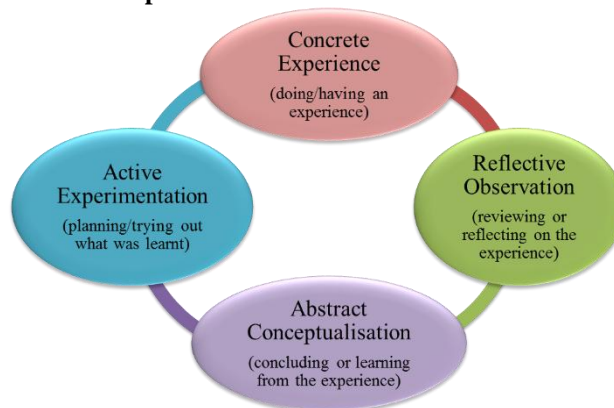 Concrete
Experience
(doing/having an
experience)
Reflective
Observation
(reviewing or
reflecting on the
experience)
Abstract
Conceptualisation
(concluding or learning
from the experience)
Active
Experimentation
(planning/trying out
what was learnt)